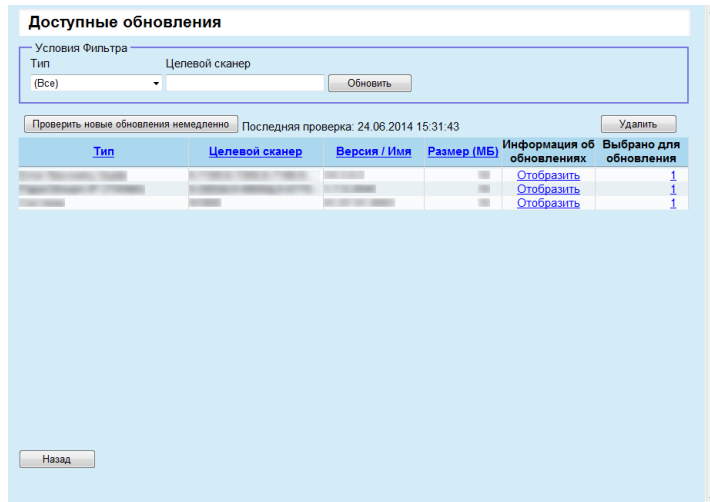 Доступные обновления
Условия Фильтра
Тип Целевой сканер
(Все) Обновить
Проверить новые обновления немедленно Последняя проверка: 24.06.2014 15:31:43 Удалить
Тип Целевой сканер Версия / Имя Размер (МБ) Информация об обновлениях Выбрано для обновления
Отобразить 1
Отобразить 1
Отобразить 1
Назад